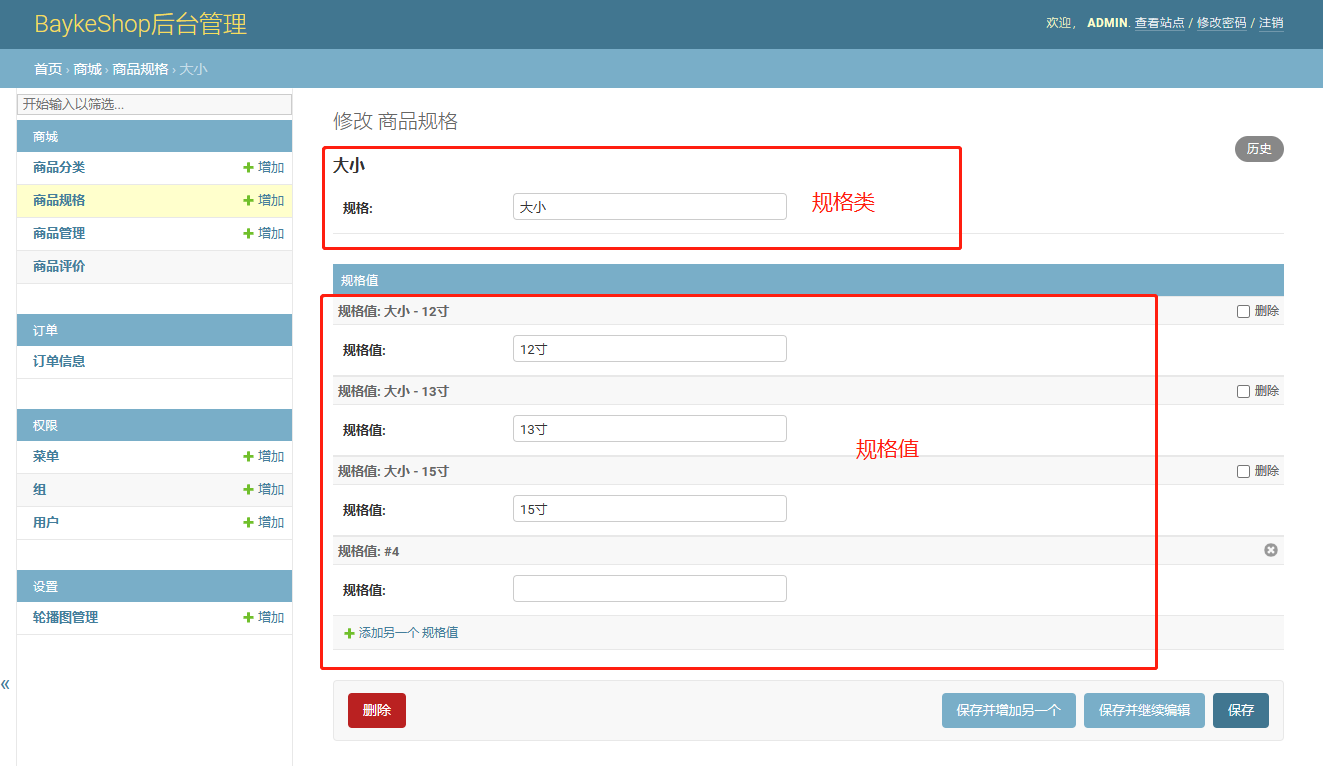 BaykeShop后台管理
欢迎， ADMIN. 查看站点 / 修改密码 / 注销
首页 › 商城 › 商品规格 › 大小
开始输入以筛选...
商城
商品分类 增加
商品规格 增加
商品管理 增加
商品评价
订单
订单信息
权限
菜单 增加
组 增加
用户 增加
设置
轮播图管理 增加
«
修改 商品规格
历史
大小
规格: 大小 规格类
规格值
规格值: 大小 - 12寸 删除
规格值: 12寸
规格值: 大小 - 13寸 删除
规格值: 13寸
规格值
规格值: 大小 - 15寸 删除
规格值: 15寸
规格值: #4
规格值:
添加另一个 规格值
删除 保存并增加另一个 保存并继续编辑 保存